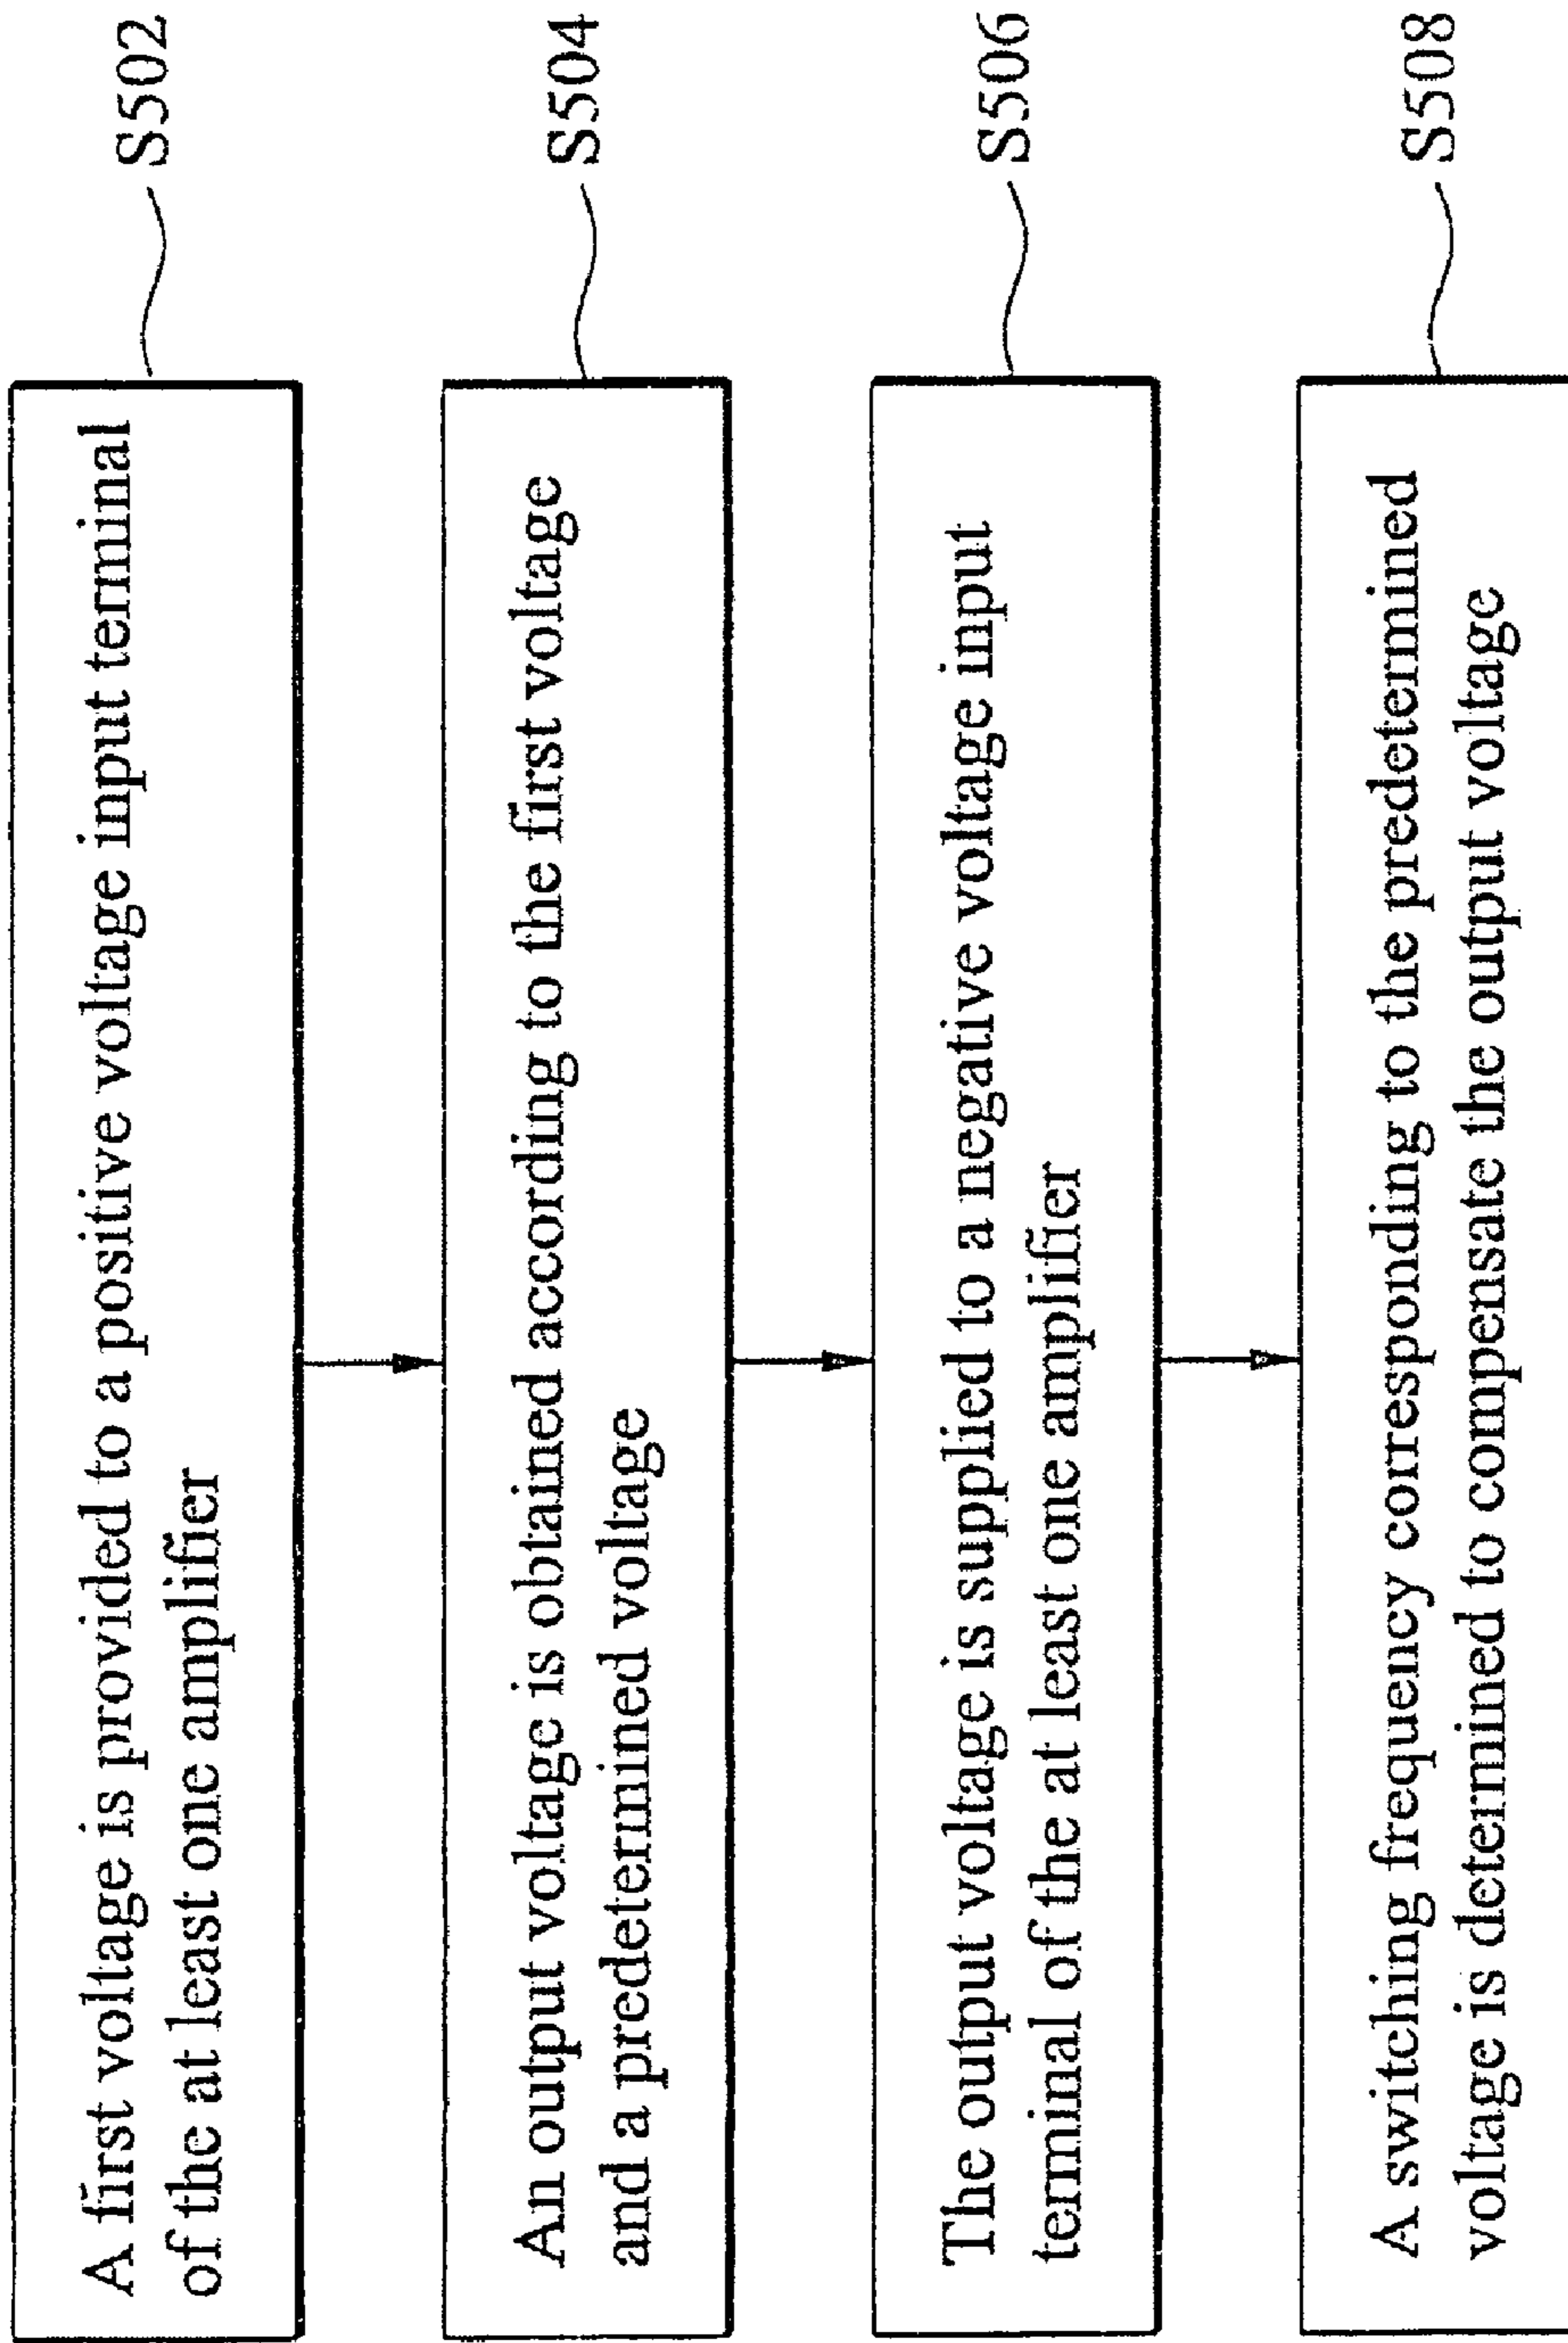 A first voltage is provided to a positive voltage input terminal
of the at least one amplifier
S502
An output voltage is obtained according to the first voltage
and a predetermined voltage
S504
The output voltage is supplied to a negative voltage input
terminal of the at least one amplifier
S506
A switching frequency corresponding to the predetermined
voltage is determined to compensate the output voltage
S508